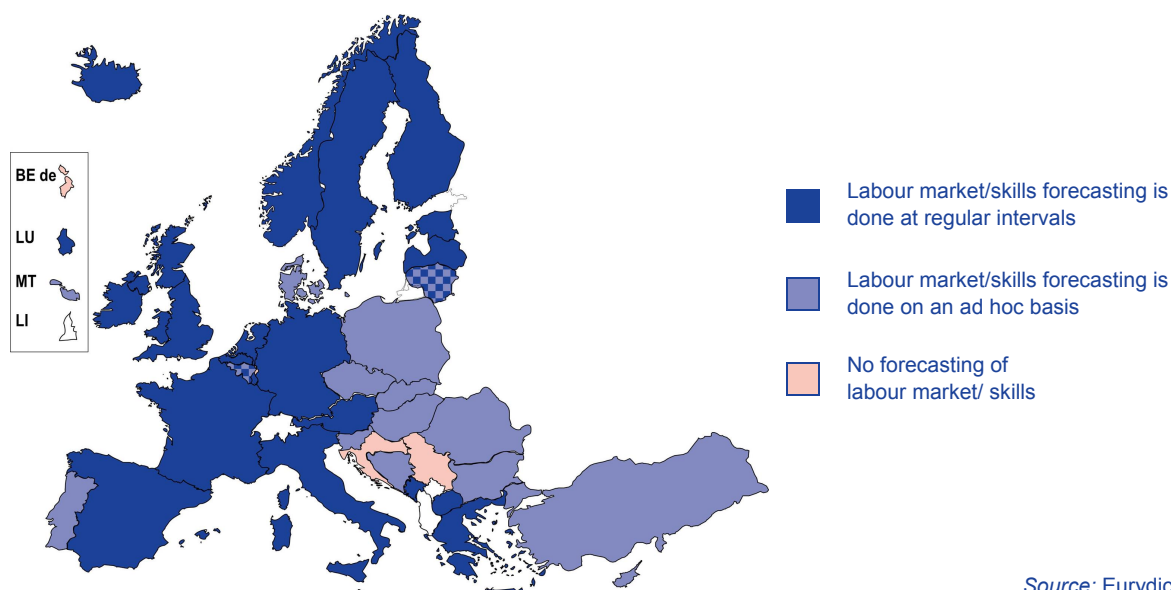 BE de
LU
MT
LI
Labour market/skills forecasting is
done at regular intervals
Labour market/skills forecasting is
done on an ad hoc basis
No forecasting of
labour market/ skills
Source: Eurydic